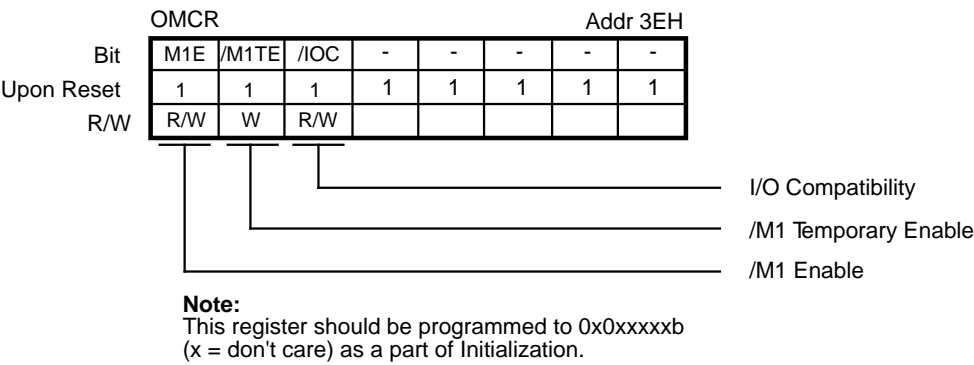 OMCR Addr 3EH
Bit M1E /M1TE /IOC - - - - -
Upon Reset 1 1 1 1 1 1 1 1
R/W R/W W R/W
I/O Compatibility
/M1 Temporary Enable
/M1 Enable
Note:
This register should be programmed to 0x0xxxxxb
(x = don't care) as a part of Initialization.